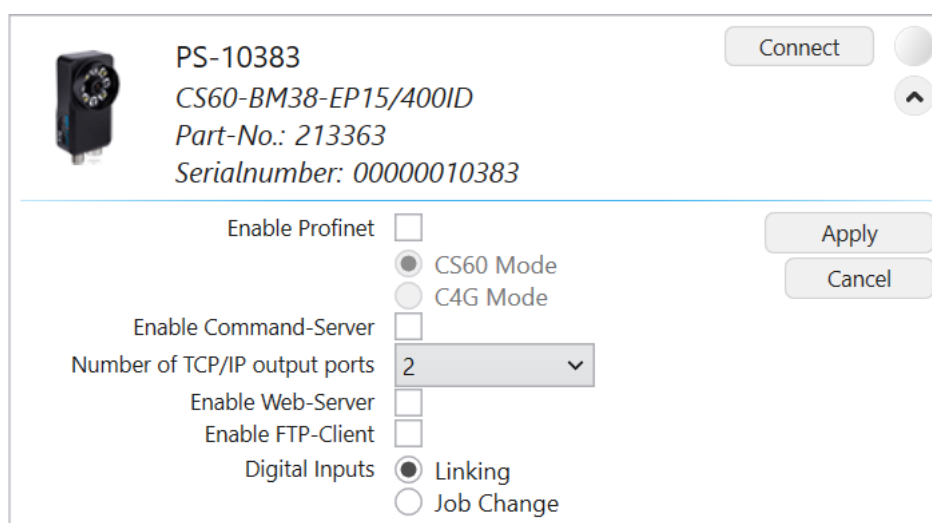 PS-10383
Connect
CS60-BM38-EP15/400ID
Part-No.: 213363
Serialnumber: 00000010383
Enable Profinet
Apply
CS60 Mode
Cancel
C4G Mode
Enable Command-Server
Number of TCP/IP output ports 2
Enable Web-Server
Enable FTP-Client
Digital Inputs Linking
Job Change